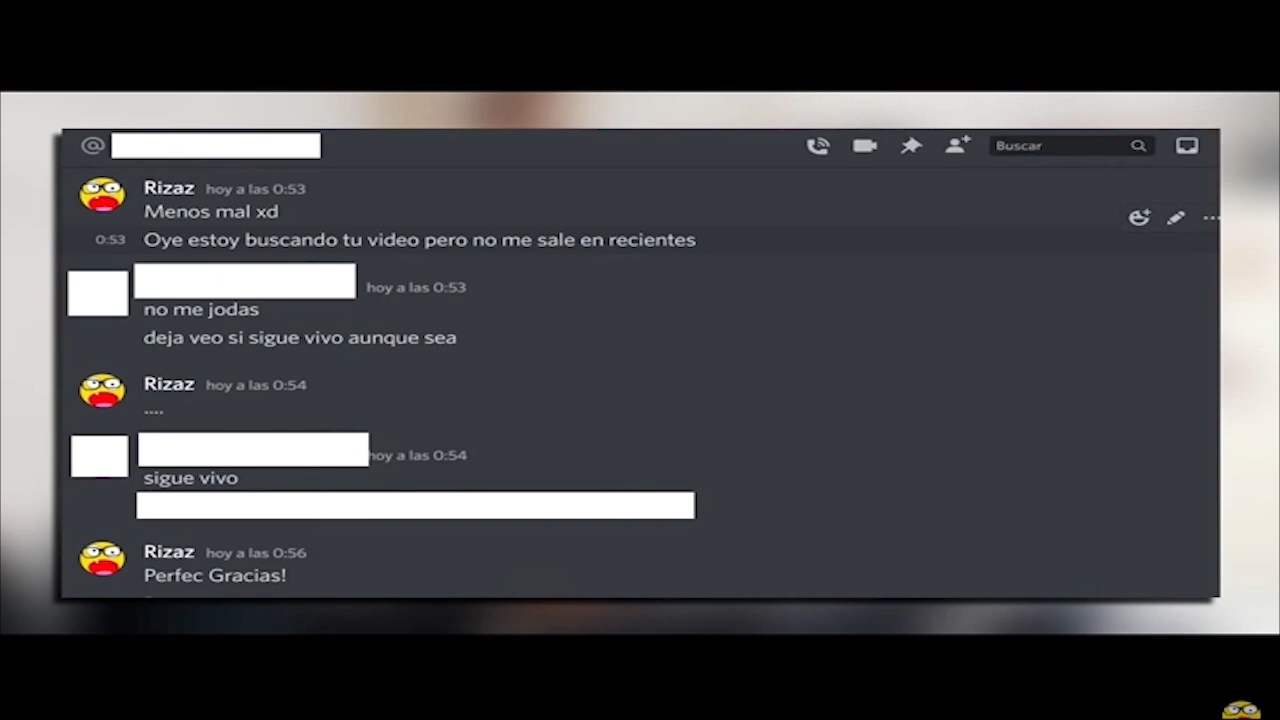 @
Buscar
Rizaz hoy a las 0:53
Menos mal xd
0:53 Oye estoy buscando tu video pero no me sale en recientes
hoy a las 0:53
no me jodas
deja veo si sigue vivo aunque sea
Rizaz hoy a las 0:54
....
hoy a las 0:54
sigue vivo
Rizaz hoy a las 0:56
Perfec Gracias!